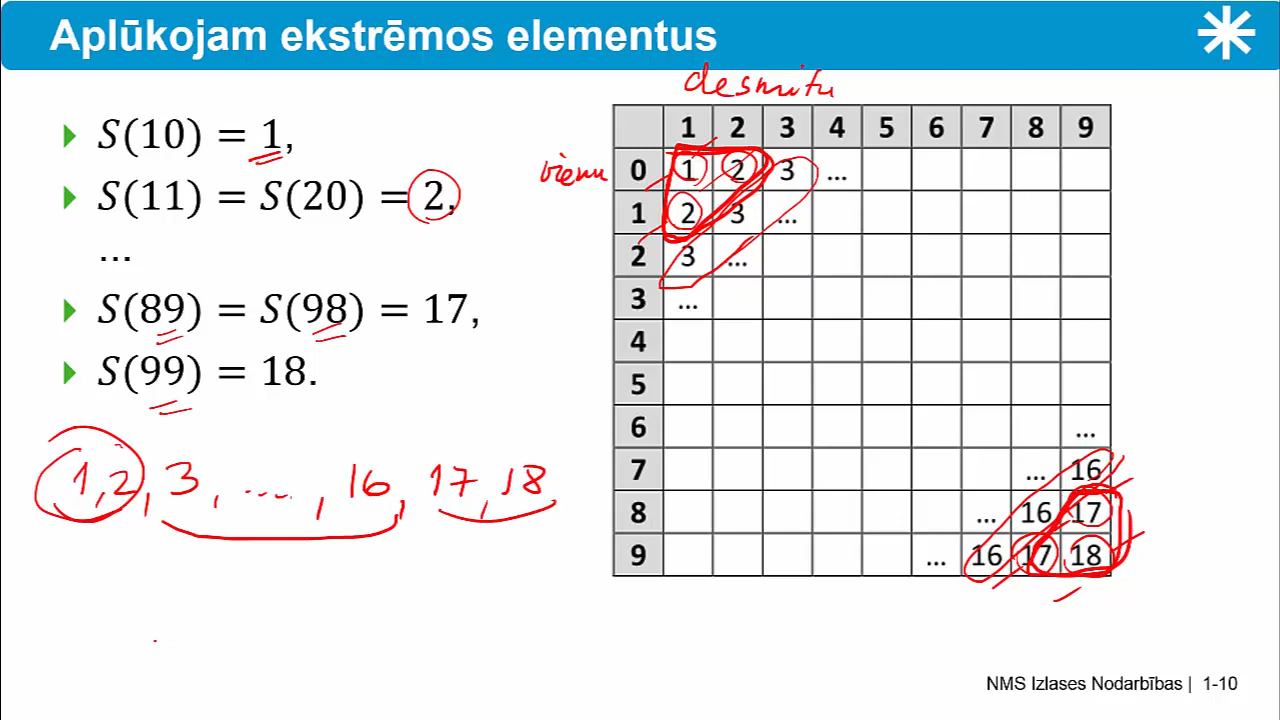 Aplūkojam ekstrēmos elementus
S(10) = 1,
S(11) = S(20) = 2,
...
S(89) = S(98) = 17,
S(99) = 18.
1, 2, 3, ...., 16, 17, 18
desmitu
vienu
1 2 3 4 5 6 7 8 9
0 1 2 3 ...
1 2 3 ...
2 3 ...
3 ...
4
5
6 ...
7 ... 16
8 ... 16 17
9 ... 16 17 18
NMS Izlases Nodarbības | 1-10